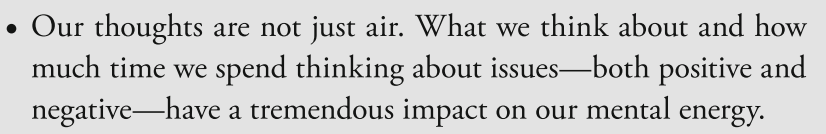 • Our thoughts are not just air. What we think about and how
much time we spend thinking about issues—both positive and
negative—have a tremendous impact on our mental energy.